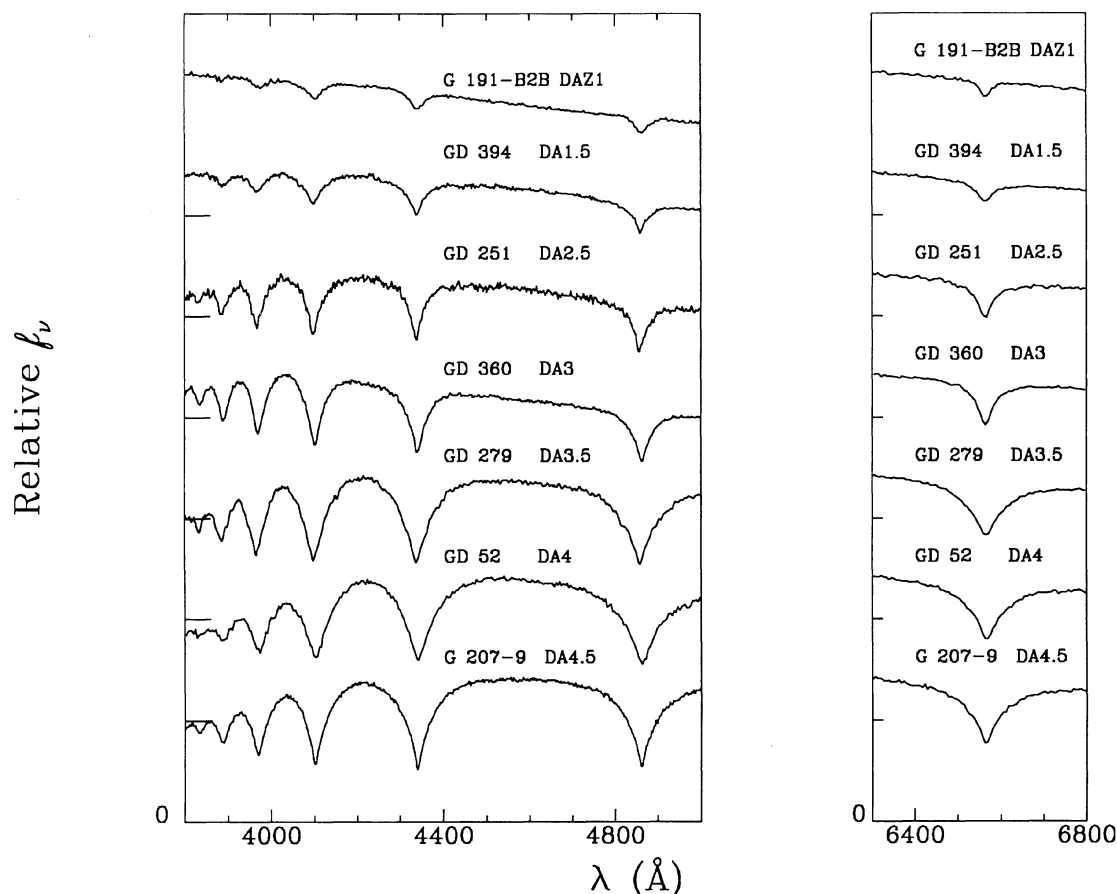 G 191-B2B DAZ1
GD 394 DA1.5
GD 251 DA2.5
GD 360 DA3
GD 279 DA3.5
GD 52 DA4
G 207-9 DA4.5
Relative fν
0
4000 4400 4800
λ (Å)
G 191-B2B DAZ1
GD 394 DA1.5
GD 251 DA2.5
GD 360 DA3
GD 279 DA3.5
GD 52 DA4
G 207-9 DA4.5
0
6400 6800